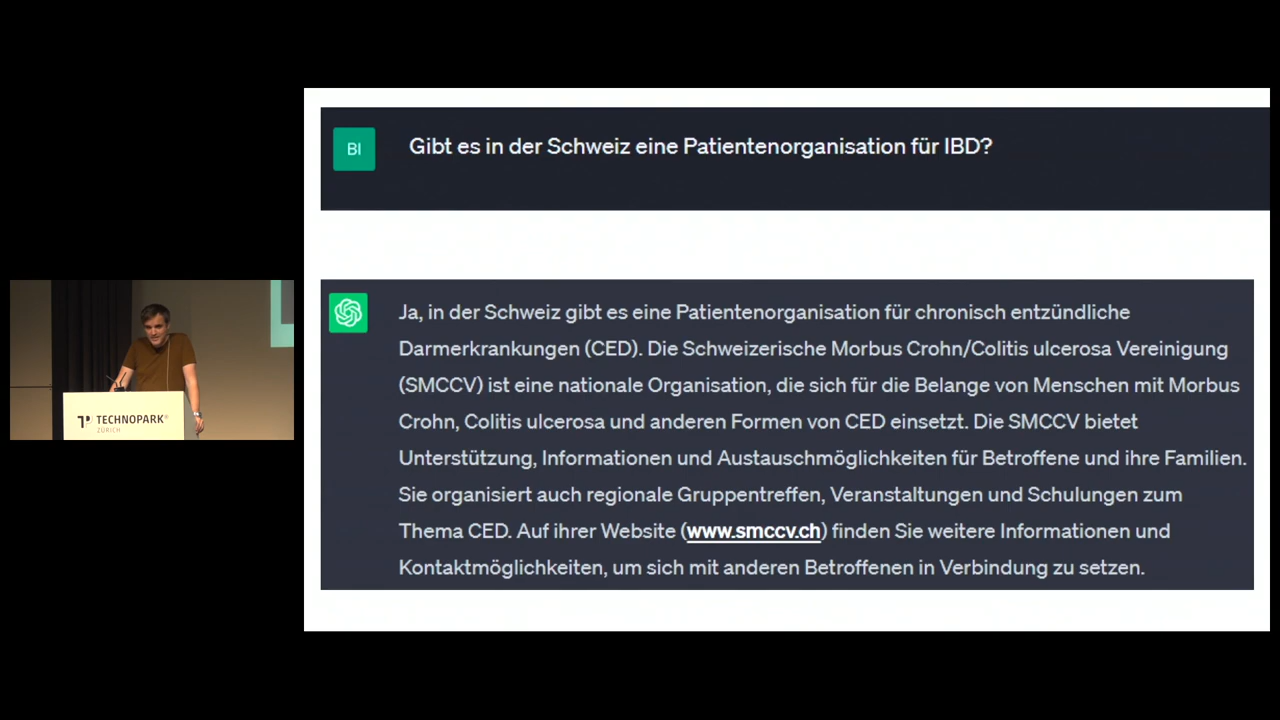 BI
Gibt es in der Schweiz eine Patientenorganisation für IBD?
Ja, in der Schweiz gibt es eine Patientenorganisation für chronisch entzündliche
Darmerkrankungen (CED). Die Schweizerische Morbus Crohn/Colitis ulcerosa Vereinigung
(SMCCV) ist eine nationale Organisation, die sich für die Belange von Menschen mit Morbus
Crohn, Colitis ulcerosa und anderen Formen von CED einsetzt. Die SMCCV bietet
Unterstützung, Informationen und Austauschmöglichkeiten für Betroffene und ihre Familien.
Sie organisiert auch regionale Gruppentreffen, Veranstaltungen und Schulungen zum
Thema CED. Auf ihrer Website (www.smccv.ch) finden Sie weitere Informationen und
Kontaktmöglichkeiten, um sich mit anderen Betroffenen in Verbindung zu setzen.
TP TECHNOPARK®
ZÜRICH